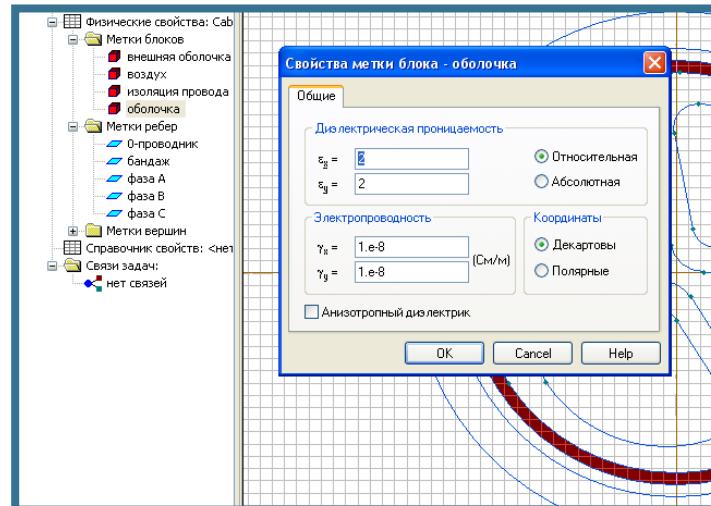 Физические свойства: Cab
Метки блоков
внешняя оболочка
воздух
изоляция провода
оболочка
Метки ребер
0-проводник
бандаж
фаза A
фаза B
фаза C
Метки вершин
Справочник свойств: <нет
Связи задач:
нет связей
Свойства метки блока - оболочка
Общие
Диэлектрическая проницаемость
εx = 2
εy = 2
Относительная
Абсолютная
Электропроводность
γx = 1.e-8
γy = 1.e-8
(См/м)
Координаты
Декартовы
Полярные
Анизотропный диэлектрик
OK Cancel Help